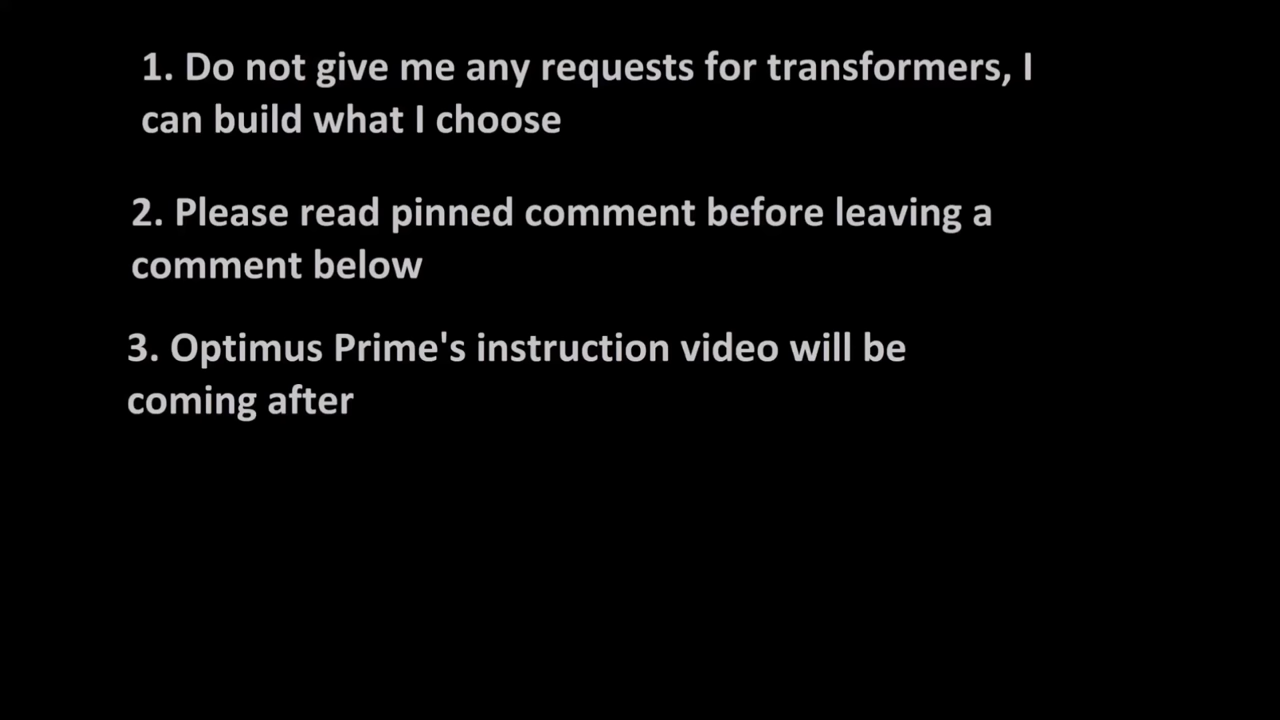 1. Do not give me any requests for transformers, I
can build what I choose
2. Please read pinned comment before leaving a
comment below
3. Optimus Prime's instruction video will be
coming after